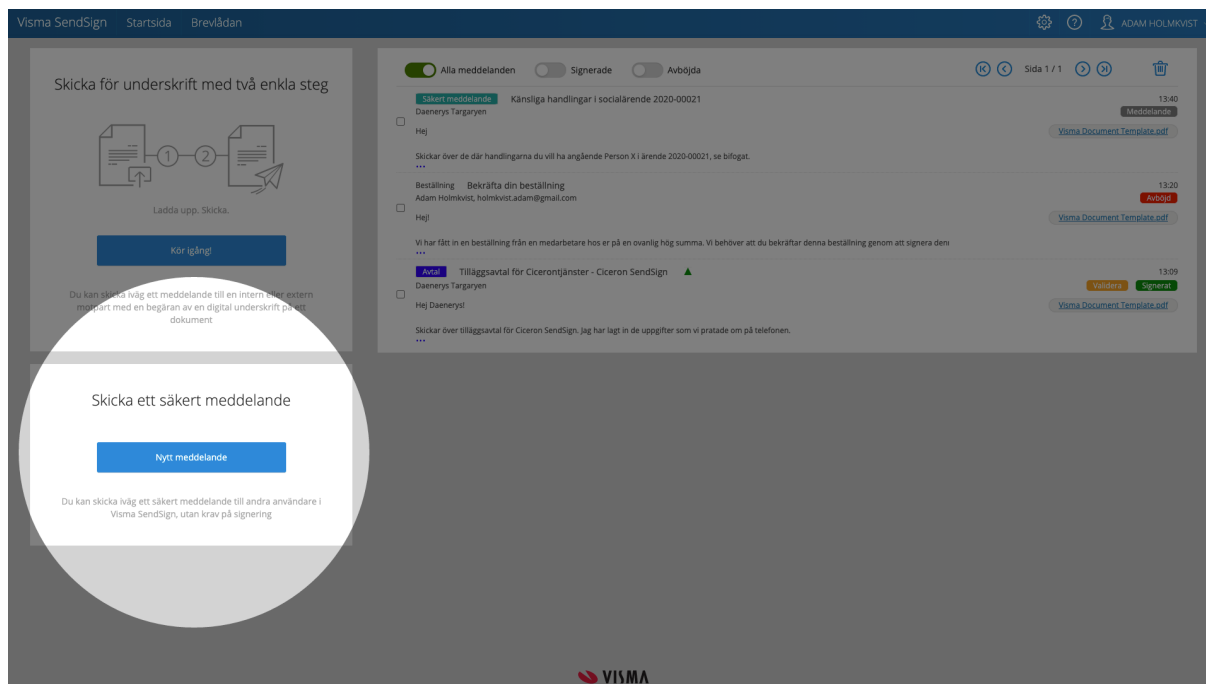 Visma SendSign Startsida Brevlådan ADAM HOLMKVIST
Skicka för underskrift med två enkla steg
1 2
Ladda upp. Skicka.
Kör igång!
Du kan skicka iväg ett meddelande till en intern eller extern
motpart med en begäran av en digital underskrift på ett
dokument
Skicka ett säkert meddelande
Nytt meddelande
Du kan skicka iväg ett säkert meddelande till andra användare i
Visma SendSign, utan krav på signering
Alla meddelanden Signerade Avböjda Sida 1 / 1
Säkert meddelande Känsliga handlingar i socialärende 2020-00021 13:40
Daenerys Targaryen Meddelande
Hej Visma Document Template.pdf
Skickar över de där handlingarna du vill ha angående Person X i ärende 2020-00021, se bifogat.
...
Beställning Bekräfta din beställning 13:20
Adam Holmkvist, holmkvist.adam@gmail.com Avböjd
Hej! Visma Document Template.pdf
Vi har fått in en beställning från en medarbetare hos er på en ovanlig hög summa. Vi behöver att du bekräftar denna beställning genom att signera den
...
Avtal Tilläggsavtal för Cicerontjänster - Ciceron SendSign 13:09
Daenerys Targaryen Validera Signerat
Hej Daenerys! Visma Document Template.pdf
Skickar över tilläggsavtal för Ciceron SendSign. Jag har lagt in de uppgifter som vi pratade om på telefonen.
...
VISMA